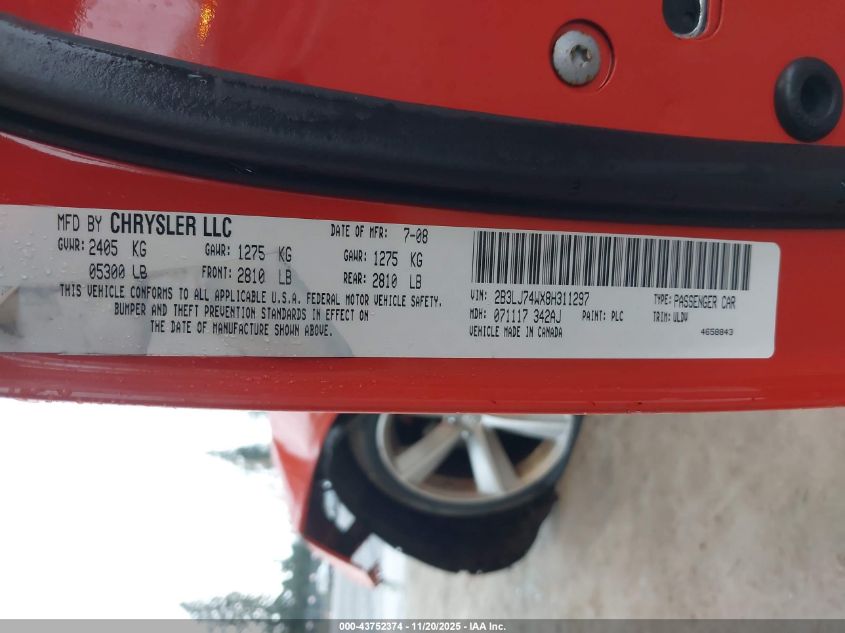 MFD BY CHRYSLER LLC DATE OF MFR: 7-08
GVWR: 2405 KG GAWR: 1275 KG GAWR: 1275 KG
05300 LB FRONT: 2810 LB REAR: 2810 LB
THIS VEHICLE CONFORMS TO ALL APPLICABLE U.S.A. FEDERAL MOTOR VEHICLE SAFETY,
BUMPER AND THEFT PREVENTION STANDARDS IN EFFECT ON
THE DATE OF MANUFACTURE SHOWN ABOVE.
VIN: 2B3LJ74WX8H311297 TYPE: PASSENGER CAR
MDH: 071117 342AJ PAINT: PLC TRIM: VLDV
VEHICLE MADE IN CANADA 4658843
000-43752374 - 11/20/2025 - IAA Inc.